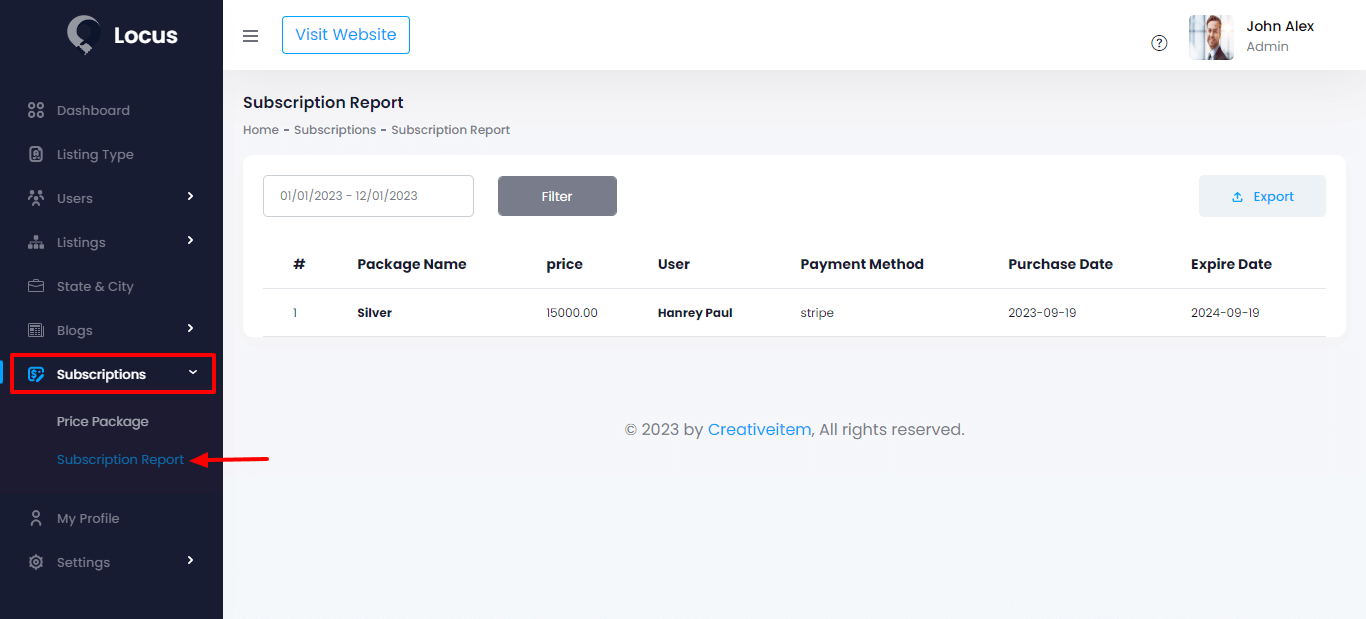 Locus
Dashboard
Listing Type
Users
Listings
State & City
Blogs
Subscriptions
Price Package
Subscription Report
My Profile
Settings
Visit Website
?
John Alex
Admin
Subscription Report
Home - Subscriptions - Subscription Report
01/01/2023 - 12/01/2023
Filter
Export
# Package Name price User Payment Method Purchase Date Expire Date
1 Silver 15000.00 Hanrey Paul stripe 2023-09-19 2024-09-19
© 2023 by Creativeitem, All rights reserved.